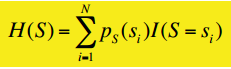 H(S) = \sum_{i=1}^{N} p_S(s_i) I(S = s_i)